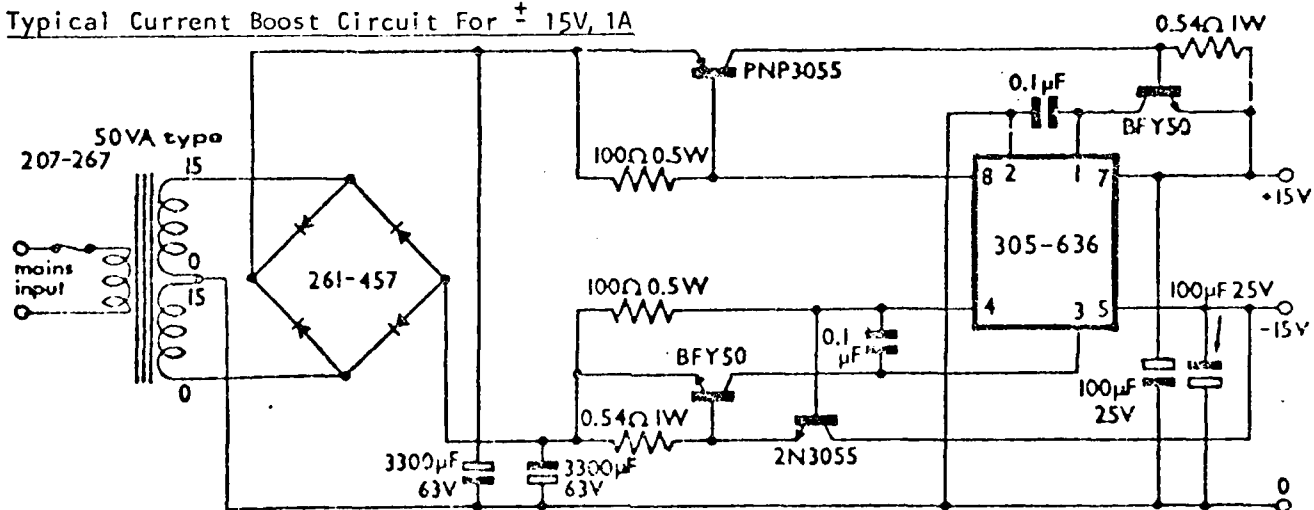 Typical Current Boost Circuit For ± 15V, 1A
0.54Ω 1W
PNP3055
0.1µF
BFY50
50VA type
207-267
15
100Ω 0.5W
8
2
1
7
+15V
305-636
0
15
mains
input
261-457
100Ω 0.5W
4
3
5
100µF 25V
-15V
0.1
µF
BFY50
0
0.54Ω 1W
100µF
25V
2N3055
3300µF
63V
3300µF
63V
0